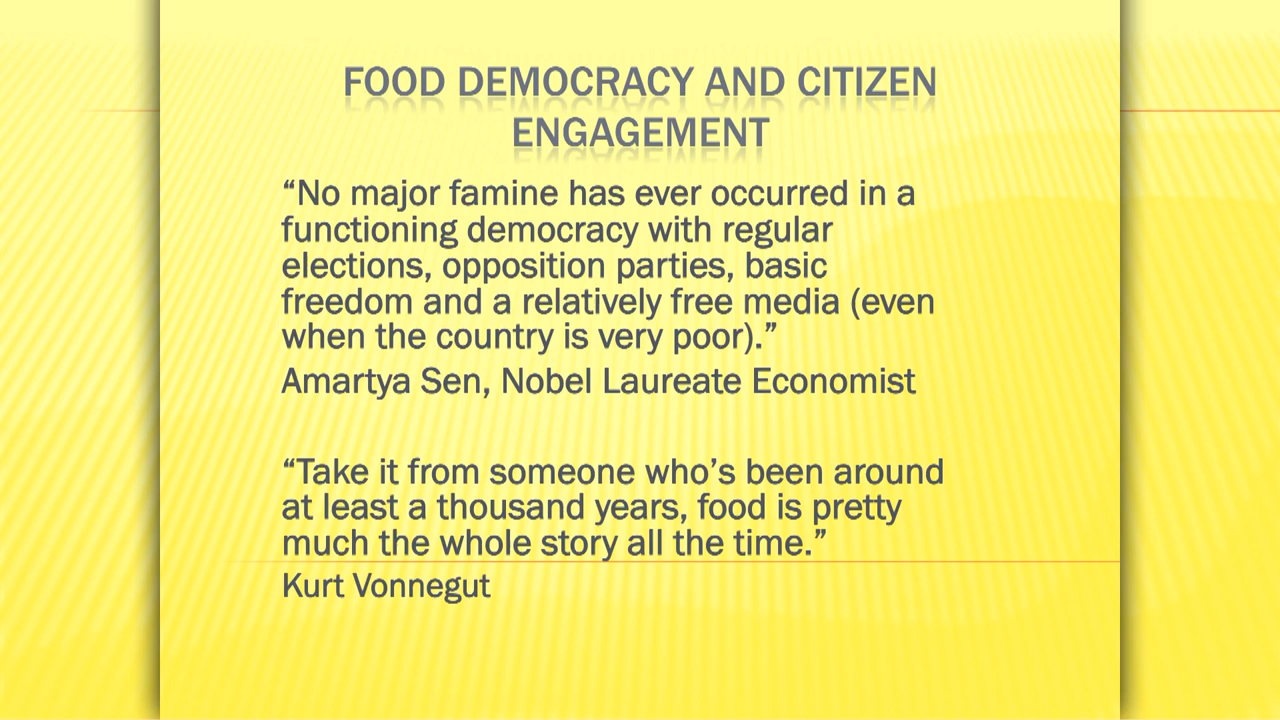 FOOD DEMOCRACY AND CITIZEN
ENGAGEMENT
“No major famine has ever occurred in a
functioning democracy with regular
elections, opposition parties, basic
freedom and a relatively free media (even
when the country is very poor).”
Amartya Sen, Nobel Laureate Economist
“Take it from someone who’s been around
at least a thousand years, food is pretty
much the whole story all the time.”
Kurt Vonnegut